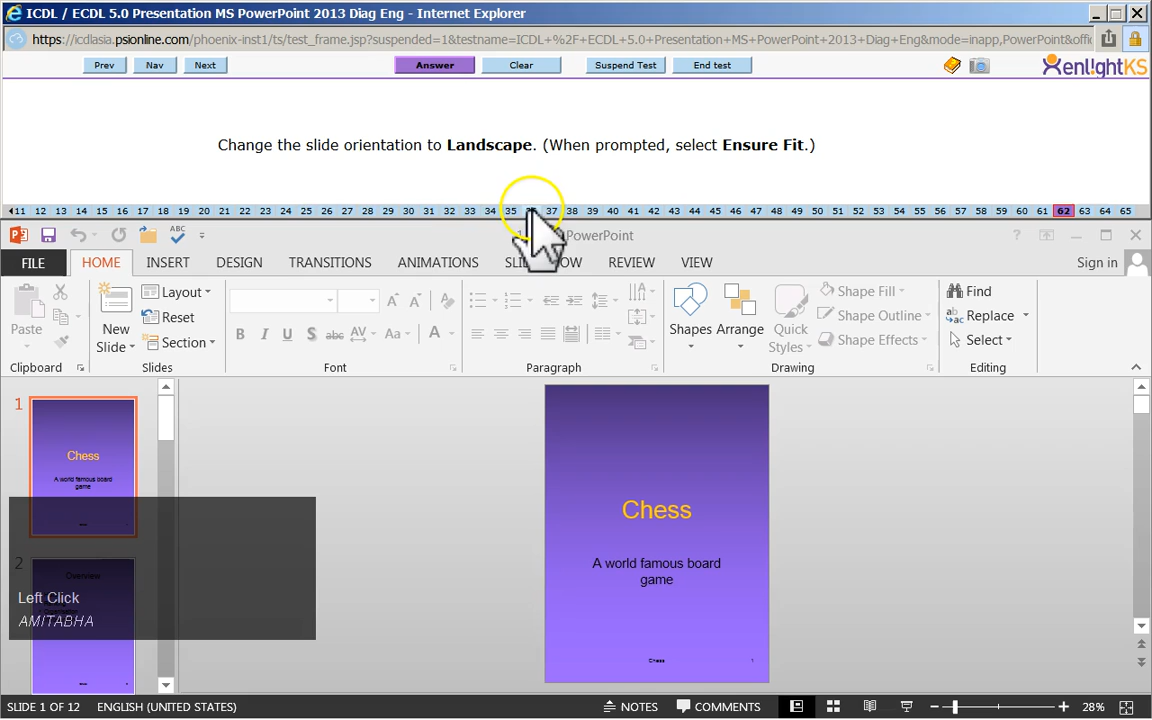 ICDL / ECDL 5.0 Presentation MS PowerPoint 2013 Diag Eng - Internet Explorer
https://icdlasia.psionline.com/phoenix-inst1/ts/test_frame.jsp?suspended=1&testname=ICDL+%2F+ECDL+5.0+Presentation+MS+PowerPoint+2013+Diag+Eng&mode=inapp,PowerPoint&offi
Prev Nav Next Answer Clear Suspend Test End test enlightKS
Change the slide orientation to Landscape. (When prompted, select Ensure Fit.)
11 12 13 14 15 16 17 18 19 20 21 22 23 24 25 26 27 28 29 30 31 32 33 34 35 37 38 39 40 41 42 43 44 45 46 47 48 49 50 51 52 53 54 55 56 57 58 59 60 61 62 63 64 65
PowerPoint
FILE HOME INSERT DESIGN TRANSITIONS ANIMATIONS REVIEW VIEW Sign in
Paste
Clipboard
New Slide
Layout
Reset
Section
Slides
B I U S abc AV Aa A
Font
Paragraph
Shapes Arrange Quick Styles
Shape Fill
Shape Outline
Shape Effects
Drawing
Find
Replace
Select
Editing
1
Chess
A world famous board
game
2
Overview
Left Click
AMITABHA
Chess
A world famous board
game
Chess 1
SLIDE 1 OF 12 ENGLISH (UNITED STATES) NOTES COMMENTS 28%